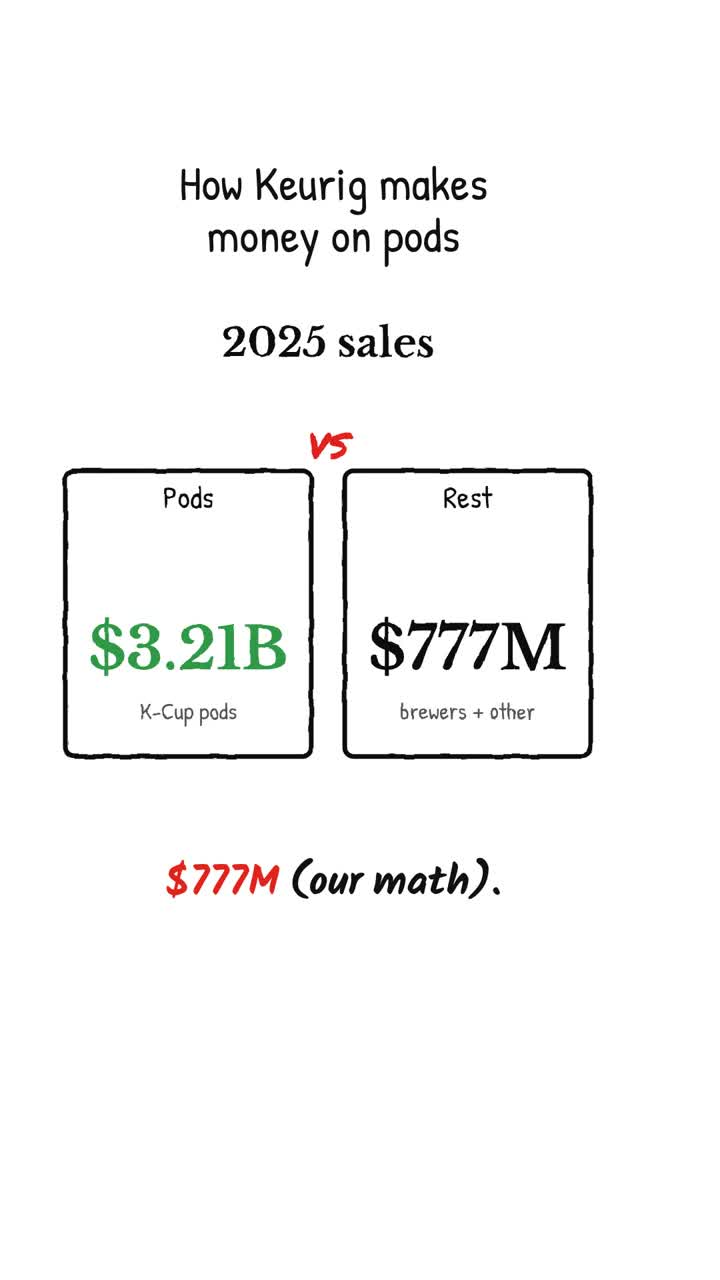 How Keurig makes
money on pods
2025 sales
vs
Pods
$3.21B
K-Cup pods
Rest
$777M
brewers + other
$777M (our math).